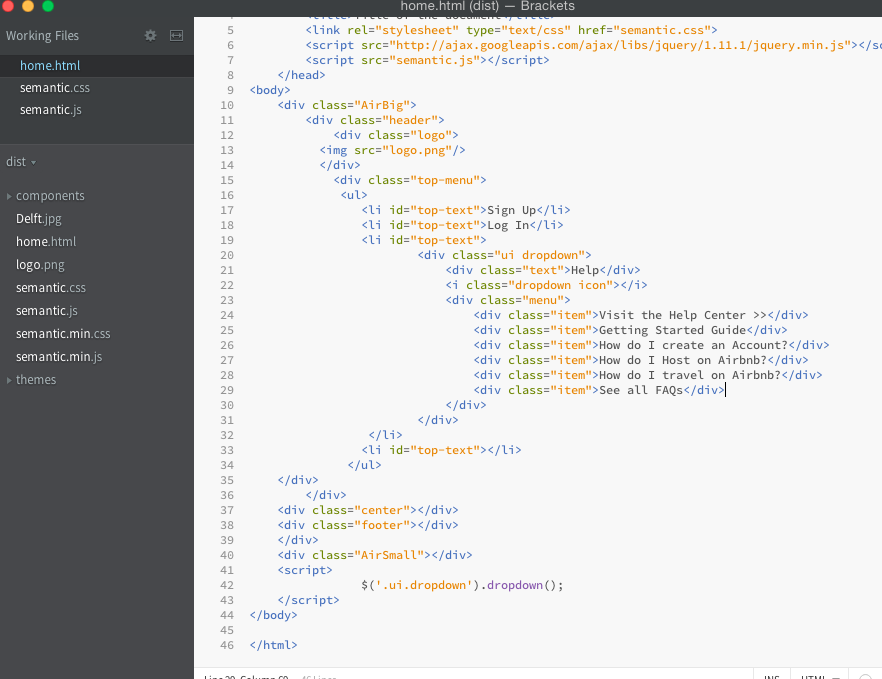 home.html (dist) — Brackets
Working Files
home.html
semantic.css
semantic.js
dist
components
Delft.jpg
home.html
logo.png
semantic.css
semantic.js
semantic.min.css
semantic.min.js
themes
4 <title>Title of the document</title>
5 <link rel="stylesheet" type="text/css" href="semantic.css">
6 <script src="http://ajax.googleapis.com/ajax/libs/jquery/1.11.1/jquery.min.js"></sc
7 <script src="semantic.js"></script>
8 </head>
9 <body>
10 <div class="AirBig">
11 <div class="header">
12 <div class="logo">
13 <img src="logo.png"/>
14 </div>
15 <div class="top-menu">
16 <ul>
17 <li id="top-text">Sign Up</li>
18 <li id="top-text">Log In</li>
19 <li id="top-text">
20 <div class="ui dropdown">
21 <div class="text">Help</div>
22 <i class="dropdown icon"></i>
23 <div class="menu">
24 <div class="item">Visit the Help Center >></div>
25 <div class="item">Getting Started Guide</div>
26 <div class="item">How do I create an Account?</div>
27 <div class="item">How do I Host on Airbnb?</div>
28 <div class="item">How do I travel on Airbnb?</div>
29 <div class="item">See all FAQs</div>
30 </div>
31 </div>
32 </li>
33 <li id="top-text"></li>
34 </ul>
35 </div>
36 </div>
37 <div class="center"></div>
38 <div class="footer"></div>
39 </div>
40 <div class="AirSmall"></div>
41 <script>
42 $('.ui.dropdown').dropdown();
43 </script>
44 </body>
45
46 </html>
INS HTML